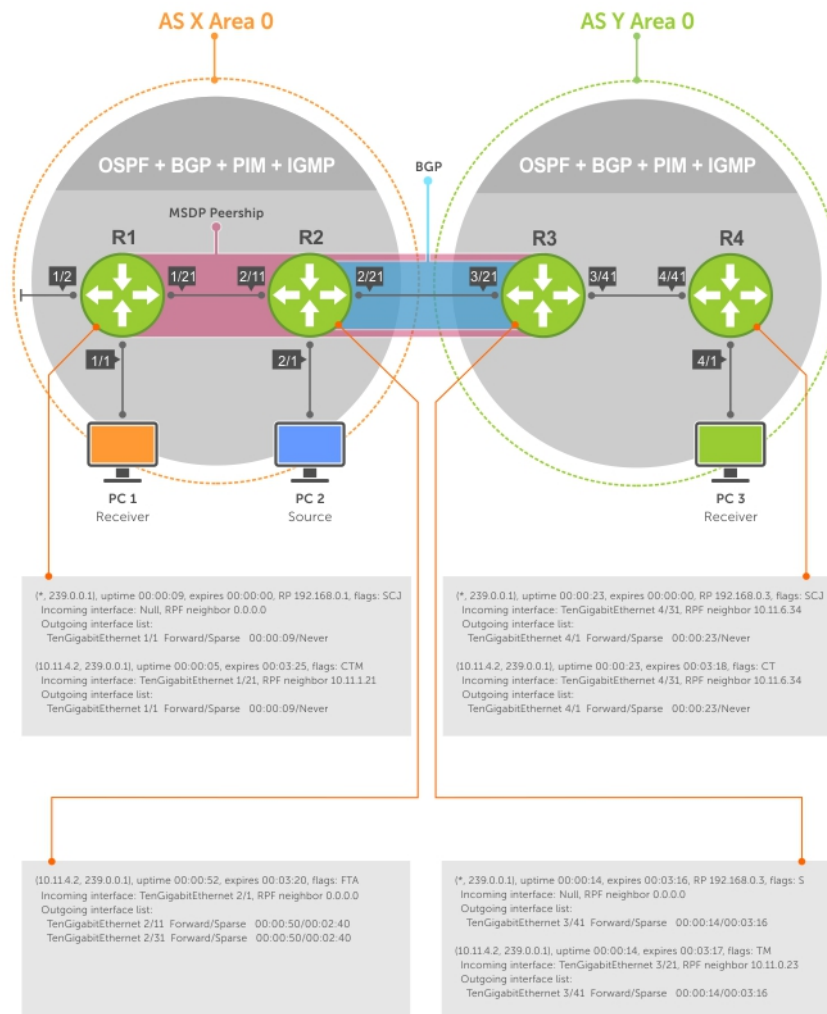 AS X Area 0
AS Y Area 0
OSPF + BGP + PIM + IGMP
BGP
OSPF + BGP + PIM + IGMP
MSDP Peership
R1
R2
R3
R4
1/2
1/21
2/11
2/21
3/21
3/41
4/41
1/1
2/1
4/1
PC 1
Receiver
PC 2
Source
PC 3
Receiver
(*, 239.0.0.1), uptime 00:00:09, expires 00:00:00, RP 192.168.0.1, flags: SCJ
Incoming interface: Null, RPF neighbor 0.0.0.0
Outgoing interface list:
TenGigabitEthernet 1/1 Forward/Sparse 00:00:09/Never
(10.11.4.2, 239.0.0.1), uptime 00:00:05, expires 00:03:25, flags: CTM
Incoming interface: TenGigabitEthernet 1/21, RPF neighbor 10.11.1.21
Outgoing interface list:
TenGigabitEthernet 1/1 Forward/Sparse 00:00:09/Never
(*, 239.0.0.1), uptime 00:00:23, expires 00:00:00, RP 192.168.0.3, flags: SCJ
Incoming interface: TenGigabitEthernet 4/31, RPF neighbor 10.11.6.34
Outgoing interface list:
TenGigabitEthernet 4/1 Forward/Sparse 00:00:23/Never
(10.11.4.2, 239.0.0.1), uptime 00:00:23, expires 00:03:18, flags: CT
Incoming interface: TenGigabitEthernet 4/31, RPF neighbor 10.11.6.34
Outgoing interface list:
TenGigabitEthernet 4/1 Forward/Sparse 00:00:23/Never
(10.11.4.2, 239.0.0.1), uptime 00:00:52, expires 00:03:20, flags: FTA
Incoming interface: TenGigabitEthernet 2/1, RPF neighbor 0.0.0.0
Outgoing interface list:
TenGigabitEthernet 2/11 Forward/Sparse 00:00:50/00:02:40
TenGigabitEthernet 2/31 Forward/Sparse 00:00:50/00:02:40
(*, 239.0.0.1), uptime 00:00:14, expires 00:03:16, RP 192.168.0.3, flags: S
Incoming interface: Null, RPF neighbor 0.0.0.0
Outgoing interface list:
TenGigabitEthernet 3/41 Forward/Sparse 00:00:14/00:03:16
(10.11.4.2, 239.0.0.1), uptime 00:00:14, expires 00:03:17, flags: TM
Incoming interface: TenGigabitEthernet 3/21, RPF neighbor 10.11.0.23
Outgoing interface list:
TenGigabitEthernet 3/41 Forward/Sparse 00:00:14/00:03:16